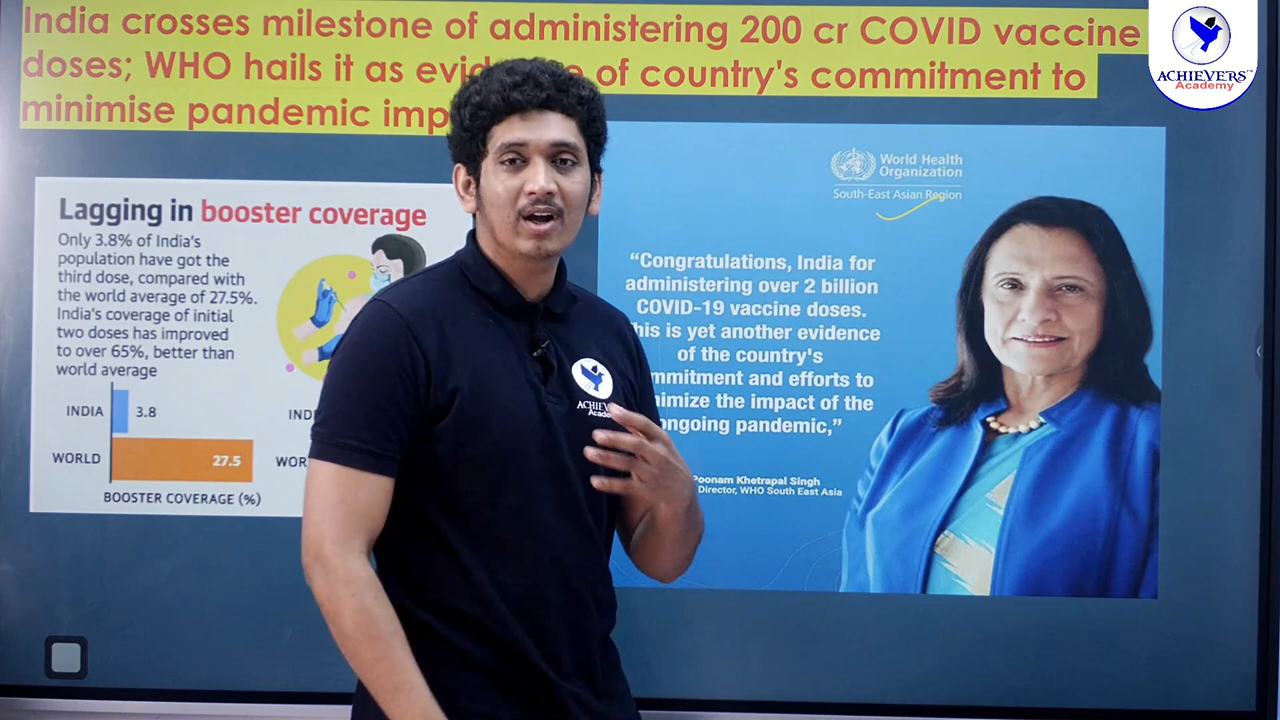 India crosses milestone of administering 200 cr COVID vaccine
doses; WHO hails it as of country's commitment to
minimise pandemic
ACHIEVERS™
Academy
Lagging in booster coverage
Only 3.8% of India's
population have got the
third dose, compared with
the world average of 27.5%.
India's coverage of initial
two doses has improved
to over 65%, better than
world average
INDIA 3.8
WORLD 27.5
BOOSTER COVERAGE (%)
World Health
Organization
South-East Asian Region
“Congratulations, India for
administering over 2 billion
COVID-19 vaccine doses.
is is yet another evidence
of the country's
mmitment and efforts to
nimize the impact of the
ongoing pandemic,”
Poonam Khetrapal Singh
Director, WHO South East Asia